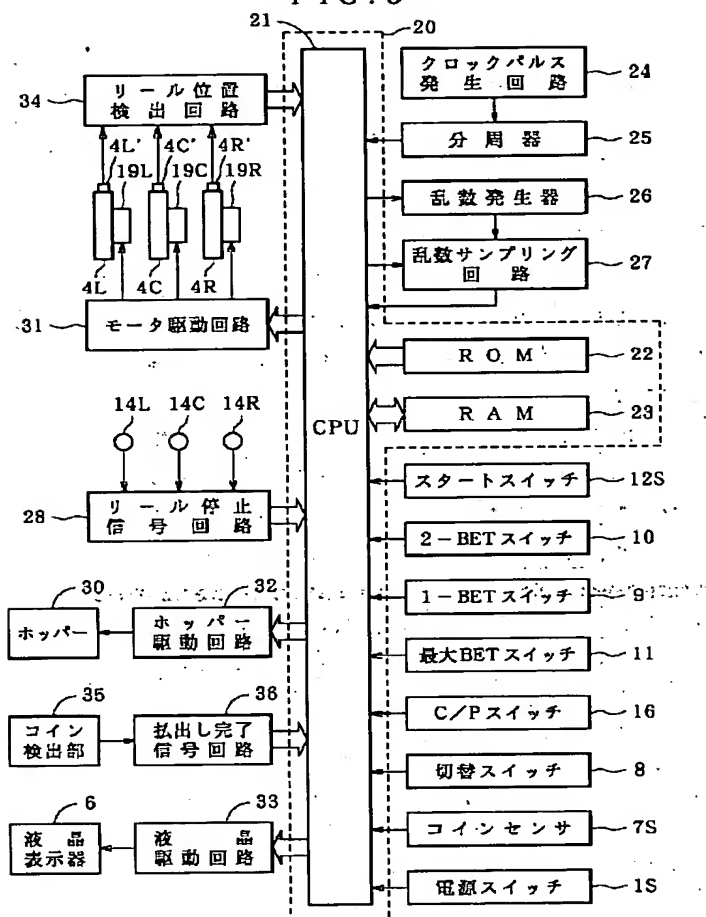 FIG.
21
20
34
リール位置
検出回路
クロックパルス
発生回路
24
分周器
25
4L' 4C' 4R'
19L 19C 19R
乱数発生器
26
乱数サンプリング
回路
27
4L 4C 4R
31
モータ駆動回路
ROM
22
RAM
23
CPU
14L 14C 14R
28
リール停止
信号回路
スタートスイッチ
12S
2-BETスイッチ
10
30
ホッパー
32
ホッパー
駆動回路
1-BETスイッチ
9
最大BETスイッチ
11
35
コイン
検出部
36
払出し完了
信号回路
C/Pスイッチ
16
切替スイッチ
8
6
液晶
表示器
33
液晶
駆動回路
コインセンサ
7S
電源スイッチ
1S